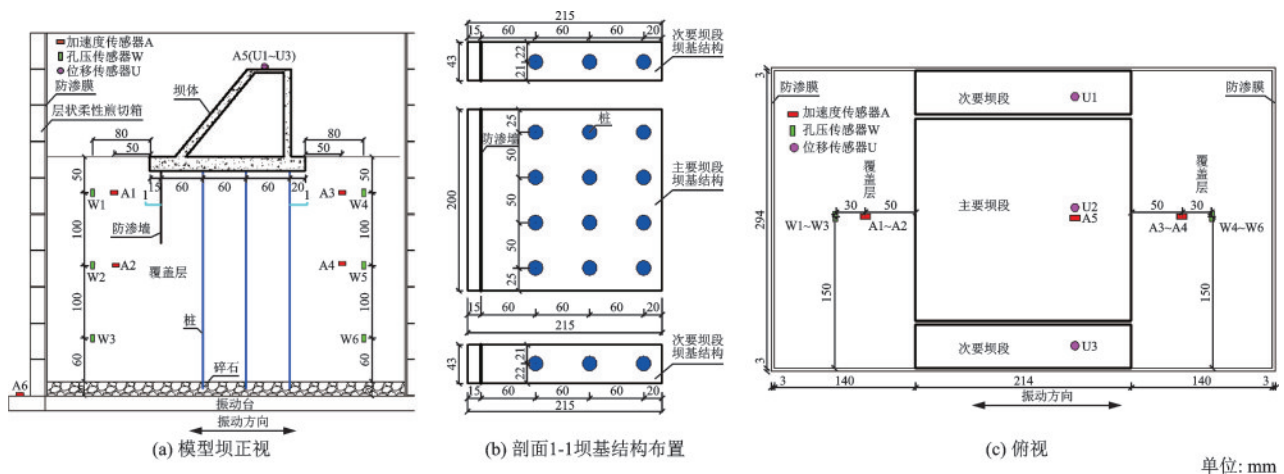 加速度传感器A
孔压传感器W
位移传感器U
防渗膜
层状柔性煎切箱
A5(U1~U3)
坝体
80
50
80
50
50
100
100
60
15
60
60
60
20
50
100
100
60
1
1
W1
A1
A3
W4
防渗墙
W2
A2
覆盖层
A4
W5
W3
桩
W6
碎石
A6
振动台
振动方向
(a) 模型坝正视
215
15
60
60
60
20
43
22
21
次要坝段
坝基结构
200
防渗墙
25
50
50
50
25
桩
主要坝段
坝基结构
15
60
60
60
20
215
43
21
22
次要坝段
坝基结构
15
60
60
60
20
215
(b) 剖面1-1坝基结构布置
3
防渗膜
防渗膜
加速度传感器A
孔压传感器W
位移传感器U
次要坝段
U1
294
覆盖层
30
50
W1~W3
A1~A2
主要坝段
U2
A5
覆盖层
50
30
A3~A4
W4~W6
150
150
次要坝段
U3
3
3
140
214
140
3
振动方向
(c) 俯视
单位: mm